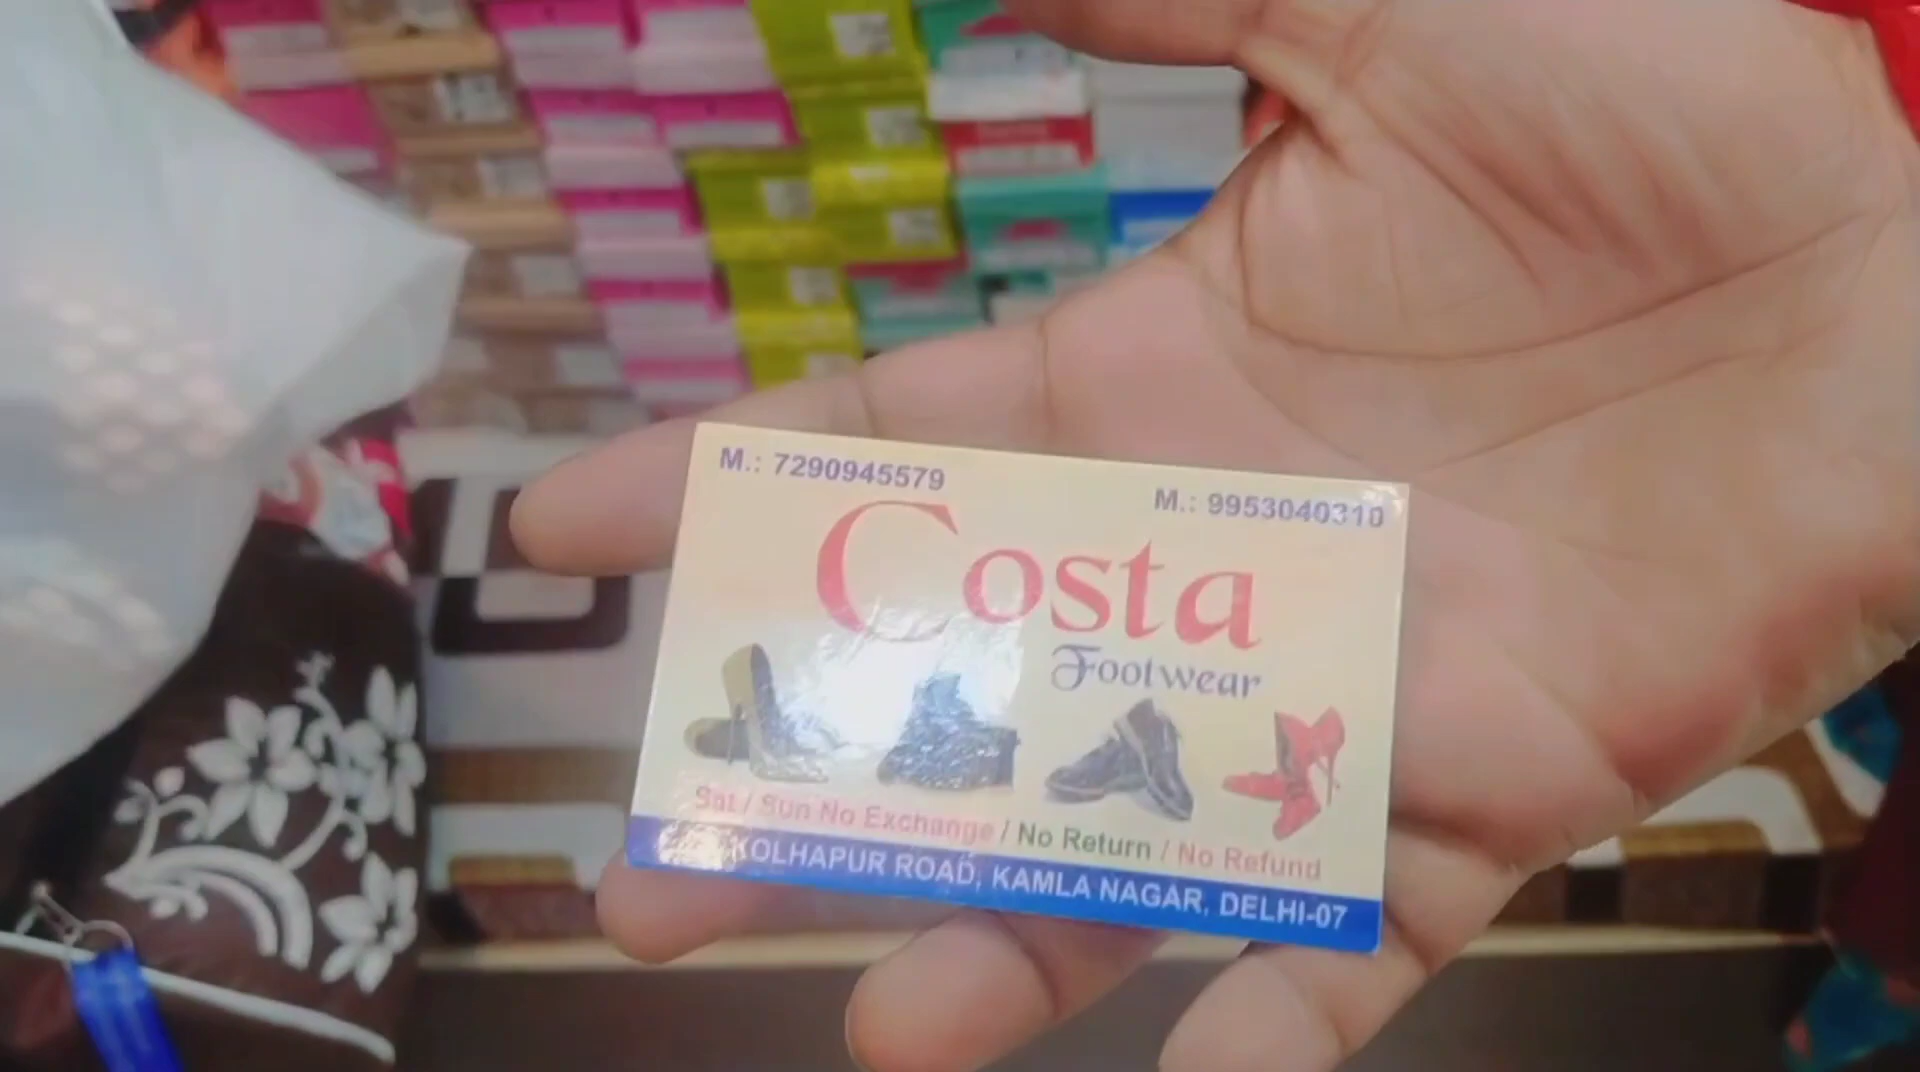 M.: 7290945579
M.: 9953040310
Costa
Footwear
Sat / Sun No Exchange / No Return / No Refund
KOLHAPUR ROAD, KAMLA NAGAR, DELHI-07